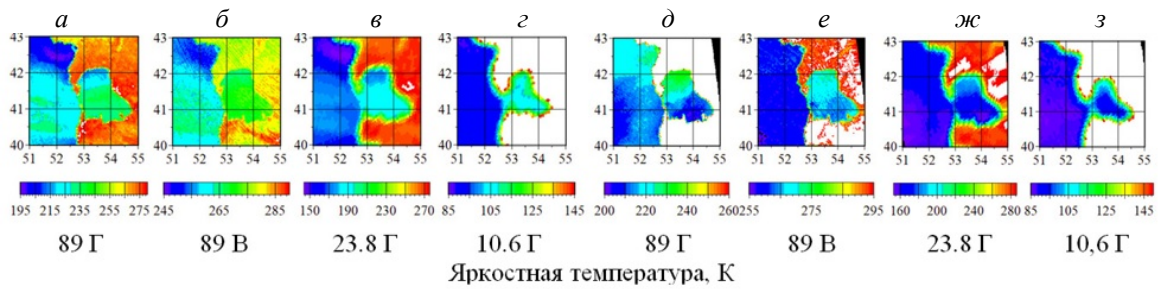 а б в г д е ж з
43 43 43 43 43 43 43 43
42 42 42 42 42 42 42 42
41 41 41 41 41 41 41 41
40 40 40 40 40 40 40 40
51 52 53 54 55 51 52 53 54 55 51 52 53 54 55 51 52 53 54 55 51 52 53 54 55 51 52 53 54 55 51 52 53 54 55 51 52 53 54 55
195 215 235 255 275 245 265 285 150 190 230 270 85 105 125 145 200 220 240 260 255 275 295 160 200 240 280 85 105 125 145
89 Г 89 В 23.8 Г 10.6 Г 89 Г 89 В 23.8 Г 10,6 Г
Яркостная температура, К